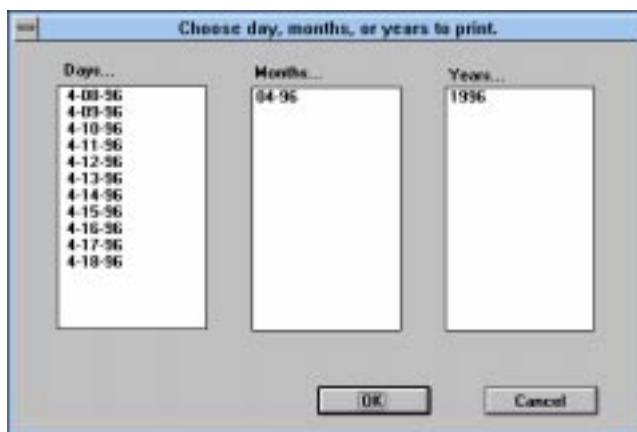 Choose day, months, or years to print.
Days...
4-08-96
4-09-96
4-10-96
4-11-96
4-12-96
4-13-96
4-14-96
4-15-96
4-16-96
4-17-96
4-18-96
Months...
04-96
Years...
1996
OK
Cancel